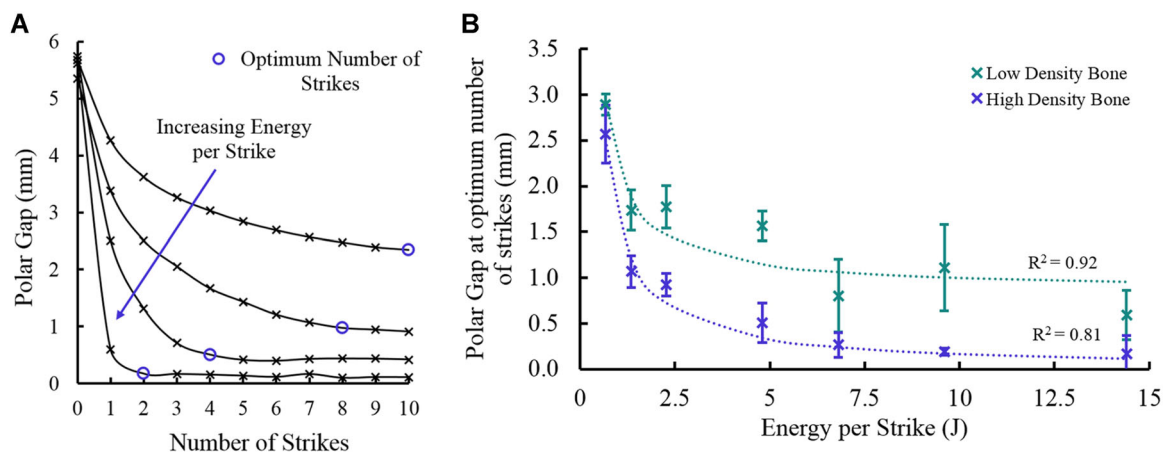 A
Polar Gap (mm)
6
5
4
3
2
1
0
Optimum Number of
Strikes
Increasing Energy
per Strike
0 1 2 3 4 5 6 7 8 9 10
Number of Strikes
B
Polar Gap at optimum number
of strikes (mm)
3.5
3.0
2.5
2.0
1.5
1.0
0.5
0.0
Low Density Bone
High Density Bone
R² = 0.92
R² = 0.81
0 2.5 5 7.5 10 12.5 15
Energy per Strike (J)